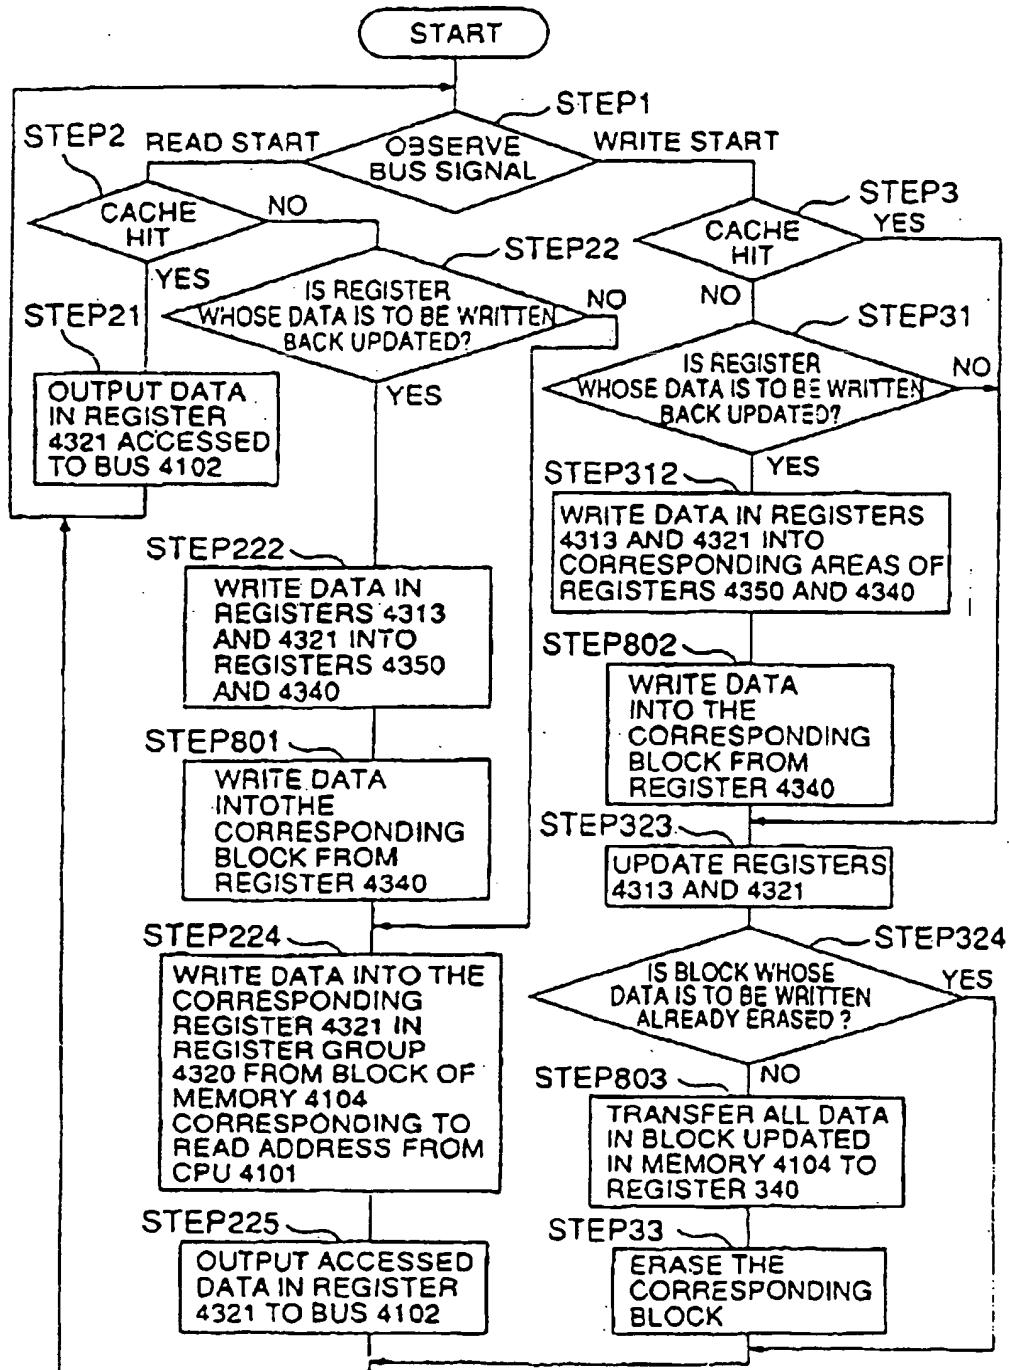 START
STEP1
OBSERVE
BUS SIGNAL
READ START
WRITE START
STEP2
CACHE
HIT
NO
YES
STEP3
CACHE
HIT
YES
NO
STEP22
IS REGISTER
WHOSE DATA IS TO BE WRITTEN
BACK UPDATED?
NO
YES
STEP21
OUTPUT DATA
IN REGISTER
4321 ACCESSED
TO BUS 4102
STEP31
IS REGISTER
WHOSE DATA IS TO BE WRITTEN
BACK UPDATED?
NO
YES
STEP222
WRITE DATA IN
REGISTERS 4313
AND 4321 INTO
REGISTERS 4350
AND 4340
STEP312
WRITE DATA IN REGISTERS
4313 AND 4321 INTO
CORRESPONDING AREAS OF
REGISTERS 4350 AND 4340
STEP801
WRITE DATA
INTOTHE
CORRESPONDING
BLOCK FROM
REGISTER 4340
STEP802
WRITE DATA
INTO THE
CORRESPONDING
BLOCK FROM
REGISTER 4340
STEP323
UPDATE REGISTERS
4313 AND 4321
STEP224
WRITE DATA INTO THE
CORRESPONDING
REGISTER 4321 IN
REGISTER GROUP
4320 FROM BLOCK OF
MEMORY 4104
CORRESPONDING TO
READ ADDRESS FROM
CPU 4101
STEP324
IS BLOCK WHOSE
DATA IS TO BE WRITTEN
ALREADY ERASED ?
YES
NO
STEP803
TRANSFER ALL DATA
IN BLOCK UPDATED
IN MEMORY 4104 TO
REGISTER 340
STEP225
OUTPUT ACCESSED
DATA IN REGISTER
4321 TO BUS 4102
STEP33
ERASE THE
CORRESPONDING
BLOCK